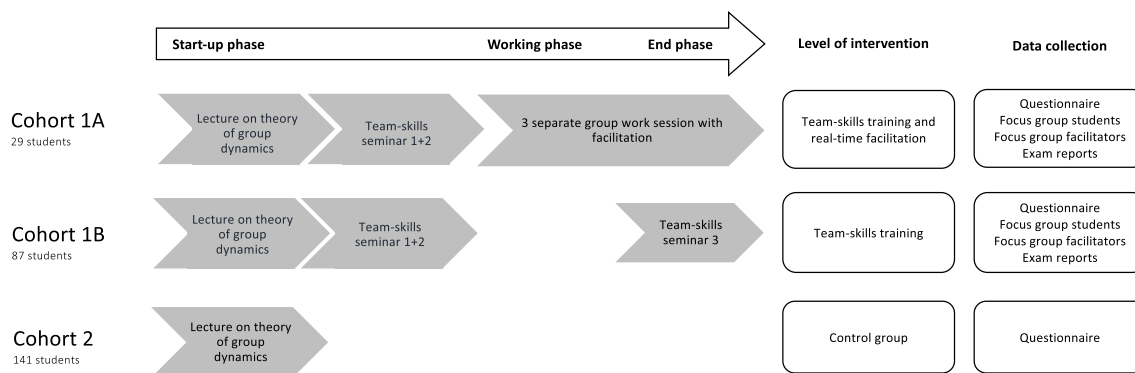 Start-up phase
Working phase
End phase
Level of intervention
Data collection
Cohort 1A
29 students
Lecture on theory
of group
dynamics
Team-skills
seminar 1+2
3 separate group work session with
facilitation
Team-skills training and
real-time facilitation
Questionnaire
Focus group students
Focus group facilitators
Exam reports
Cohort 1B
87 students
Lecture on theory
of group
dynamics
Team-skills
seminar 1+2
Team-skills
seminar 3
Team-skills training
Questionnaire
Focus group students
Focus group facilitators
Exam reports
Cohort 2
141 students
Lecture on theory
of group
dynamics
Control group
Questionnaire